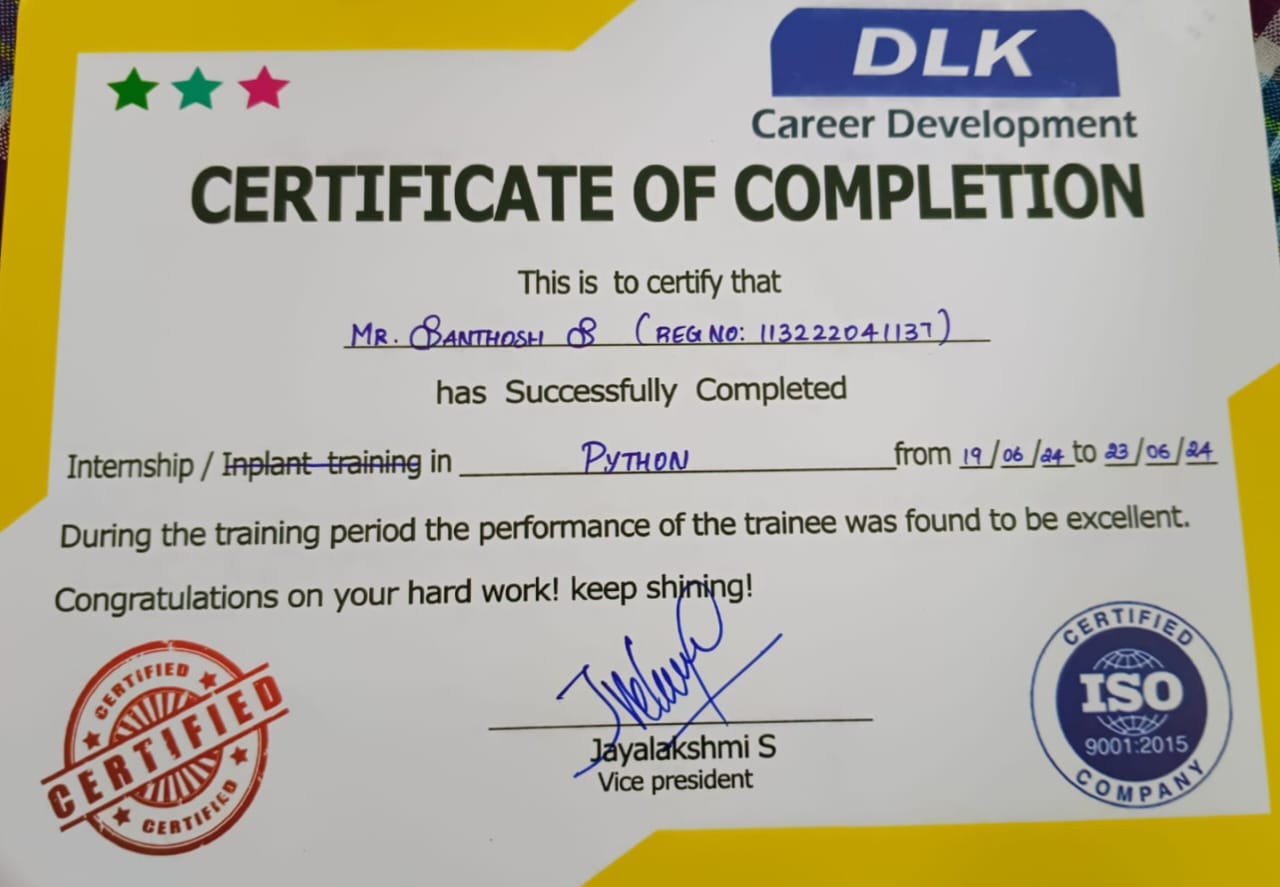 DLK
Career Development
CERTIFICATE OF COMPLETION
This is to certify that
MR. SANTHOSH B (REG NO: 113222041137)
has Successfully Completed
Internship / Inplant training in PYTHON from 19/06/24 to 23/06/24
During the training period the performance of the trainee was found to be excellent.
Congratulations on your hard work! keep shining!
CERTIFIED
CERTIFIED
CERTIFIED
Jayalakshmi S
Vice president
CERTIFIED
ISO
9001:2015
COMPANY